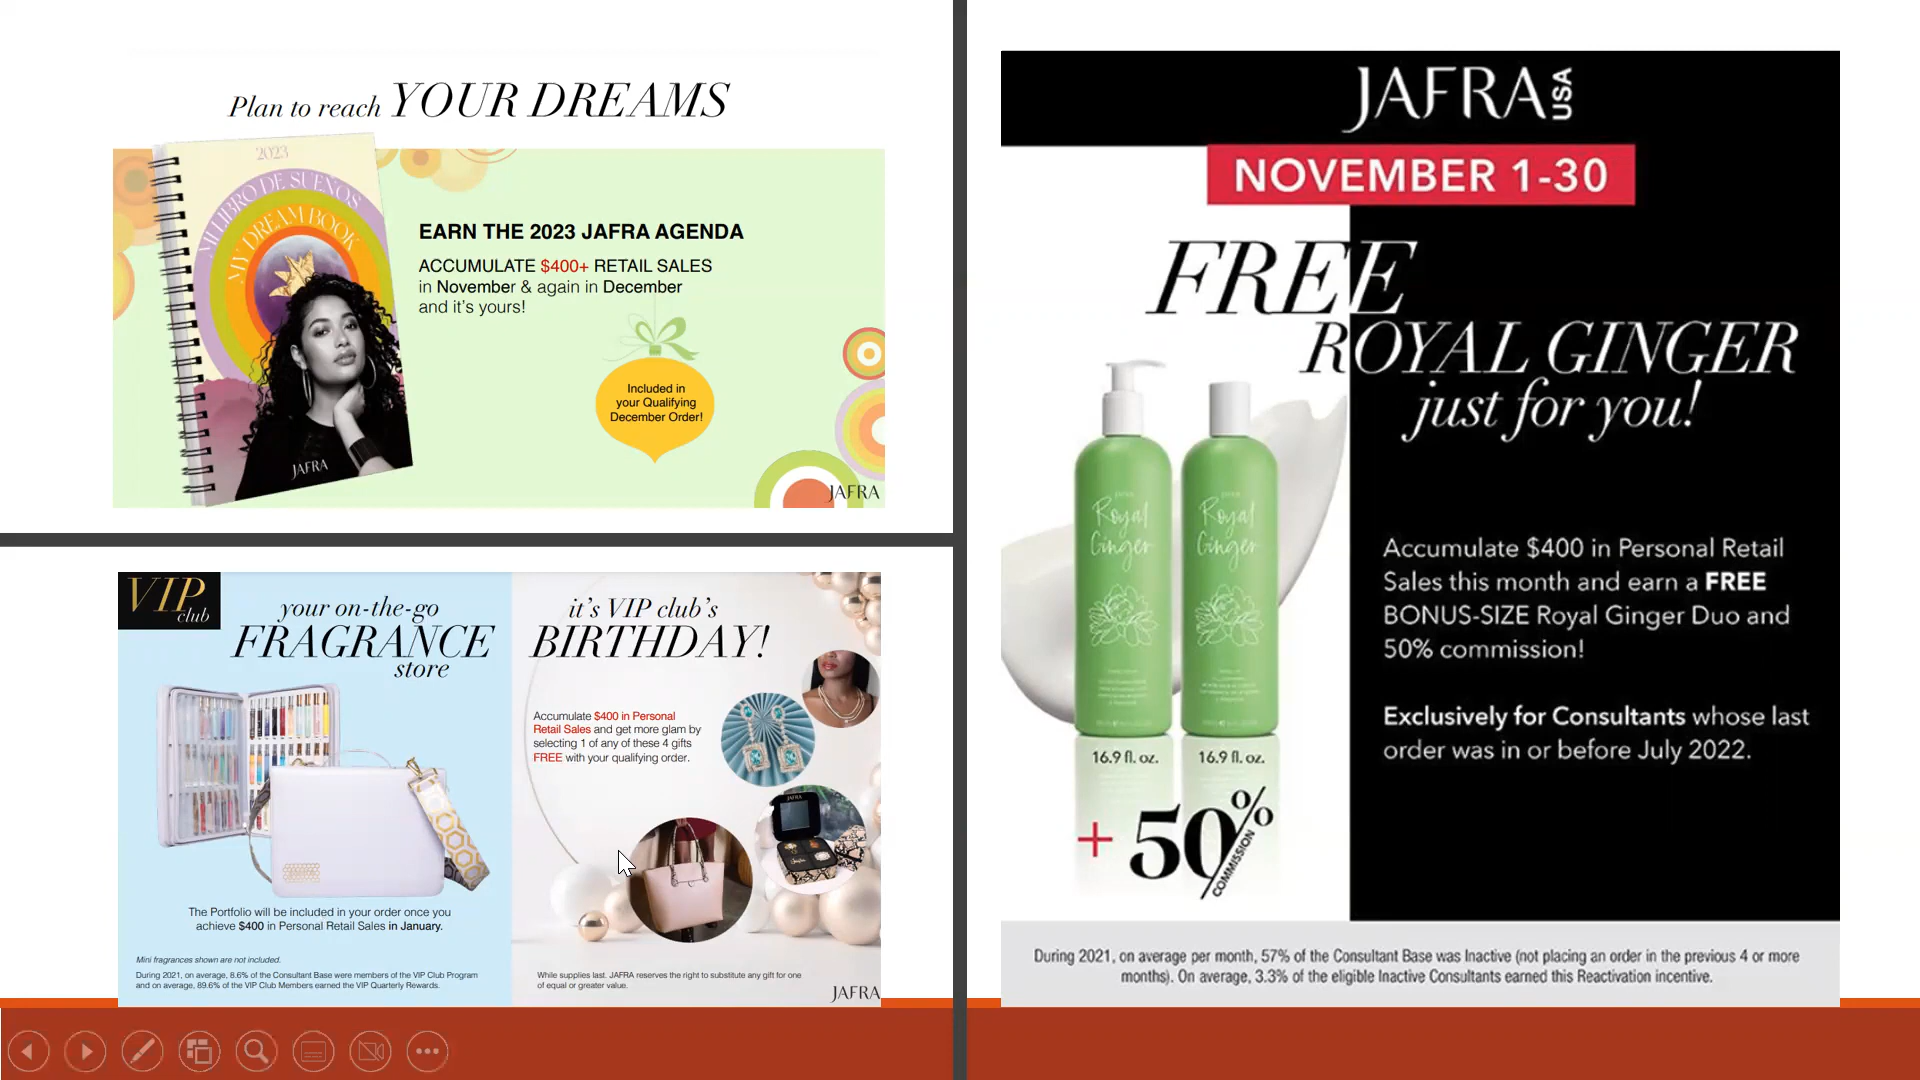 Plan to reach YOUR DREAMS
2023
MI LIBRO DE SUEÑOS
MY DREAM BOOK
JAFRA
EARN THE 2023 JAFRA AGENDA
ACCUMULATE $400+ RETAIL SALES
in November & again in December
and it's yours!
Included in
your Qualifying
December Order!
JAFRA
VIP
club
your on-the-go
FRAGRANCE
store
The Portfolio will be included in your order once you
achieve $400 in Personal Retail Sales in January.
Mini fragrances shown are not included.
During 2021, on average, 8.6% of the Consultant Base were members of the VIP Club Program
and on average, 89.6% of the VIP Club Members earned the VIP Quarterly Rewards.
it's VIP club's
BIRTHDAY!
Accumulate $400 in Personal
Retail Sales and get more glam by
selecting 1 of any of these 4 gifts
FREE with your qualifying order.
JAFRA
While supplies last. JAFRA reserves the right to substitute any gift for one
of equal or greater value.
JAFRA
JAFRA USA
NOVEMBER 1-30
FREE
ROYAL GINGER
just for you!
Royal
Ginger
Royal
Ginger
16.9 fl. oz.
16.9 fl. oz.
+ 50%
COMMISSION
Accumulate $400 in Personal Retail
Sales this month and earn a FREE
BONUS-SIZE Royal Ginger Duo and
50% commission!
Exclusively for Consultants whose last
order was in or before July 2022.
During 2021, on average per month, 57% of the Consultant Base was Inactive (not placing an order in the previous 4 or more
months). On average, 3.3% of the eligible Inactive Consultants earned this Reactivation incentive.